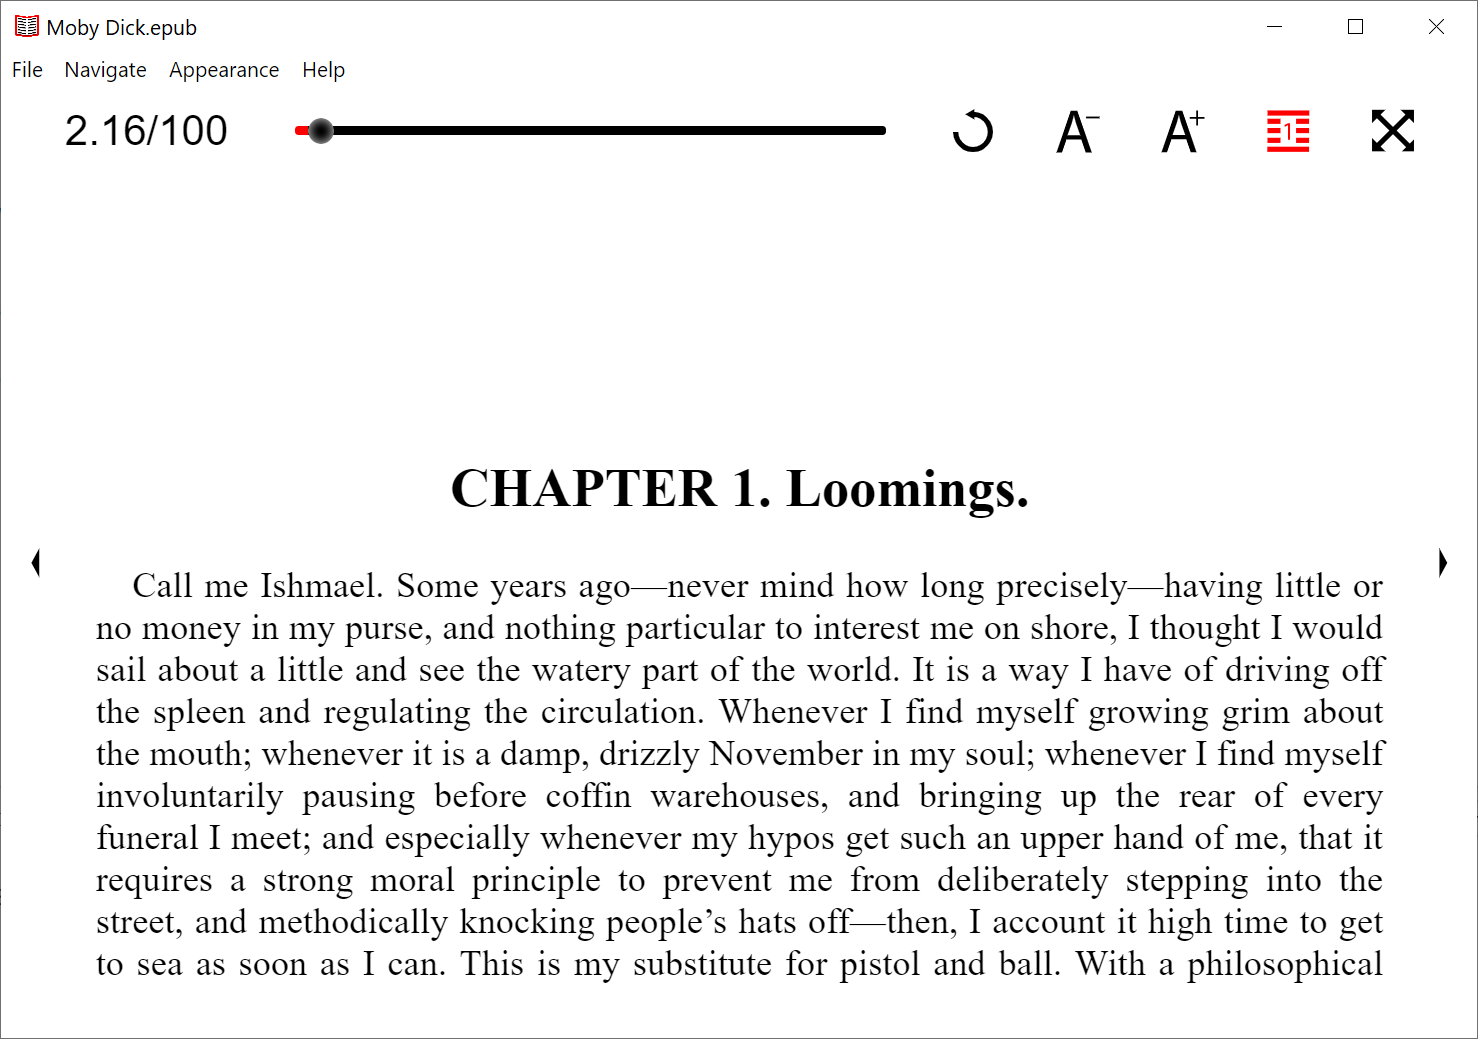 Moby Dick.epub
File Navigate Appearance Help
2.16/100 A− A+ 1
CHAPTER 1. Loomings.
Call me Ishmael. Some years ago—never mind how long precisely—having little or
no money in my purse, and nothing particular to interest me on shore, I thought I would
sail about a little and see the watery part of the world. It is a way I have of driving off
the spleen and regulating the circulation. Whenever I find myself growing grim about
the mouth; whenever it is a damp, drizzly November in my soul; whenever I find myself
involuntarily pausing before coffin warehouses, and bringing up the rear of every
funeral I meet; and especially whenever my hypos get such an upper hand of me, that it
requires a strong moral principle to prevent me from deliberately stepping into the
street, and methodically knocking people’s hats off—then, I account it high time to get
to sea as soon as I can. This is my substitute for pistol and ball. With a philosophical